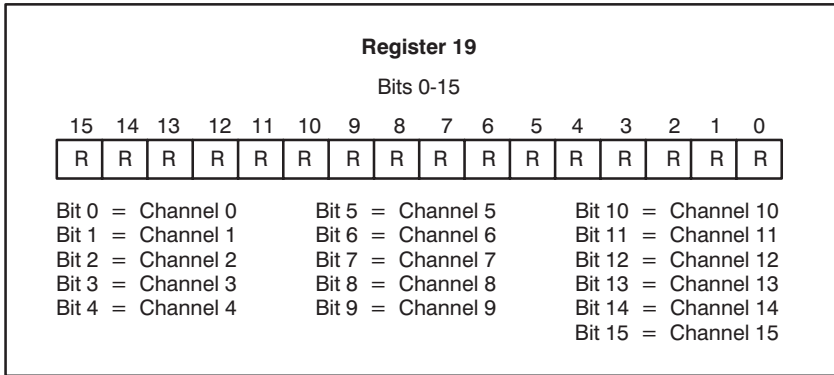 Register 19
Bits 0-15
15 14 13 12 11 10 9 8 7 6 5 4 3 2 1 0
R R R R R R R R R R R R R R R R
Bit 0 = Channel 0 Bit 5 = Channel 5 Bit 10 = Channel 10
Bit 1 = Channel 1 Bit 6 = Channel 6 Bit 11 = Channel 11
Bit 2 = Channel 2 Bit 7 = Channel 7 Bit 12 = Channel 12
Bit 3 = Channel 3 Bit 8 = Channel 8 Bit 13 = Channel 13
Bit 4 = Channel 4 Bit 9 = Channel 9 Bit 14 = Channel 14
Bit 15 = Channel 15